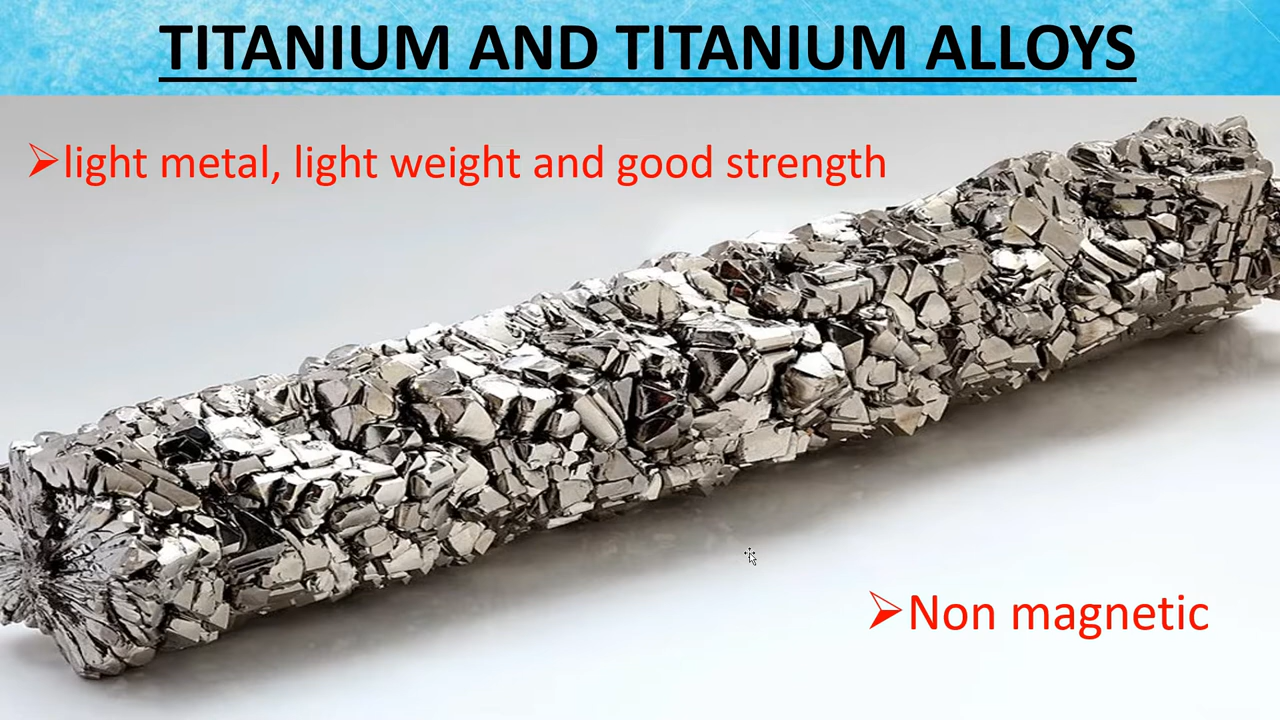 TITANIUM AND TITANIUM ALLOYS
➢light metal, light weight and good strength
➢Non magnetic